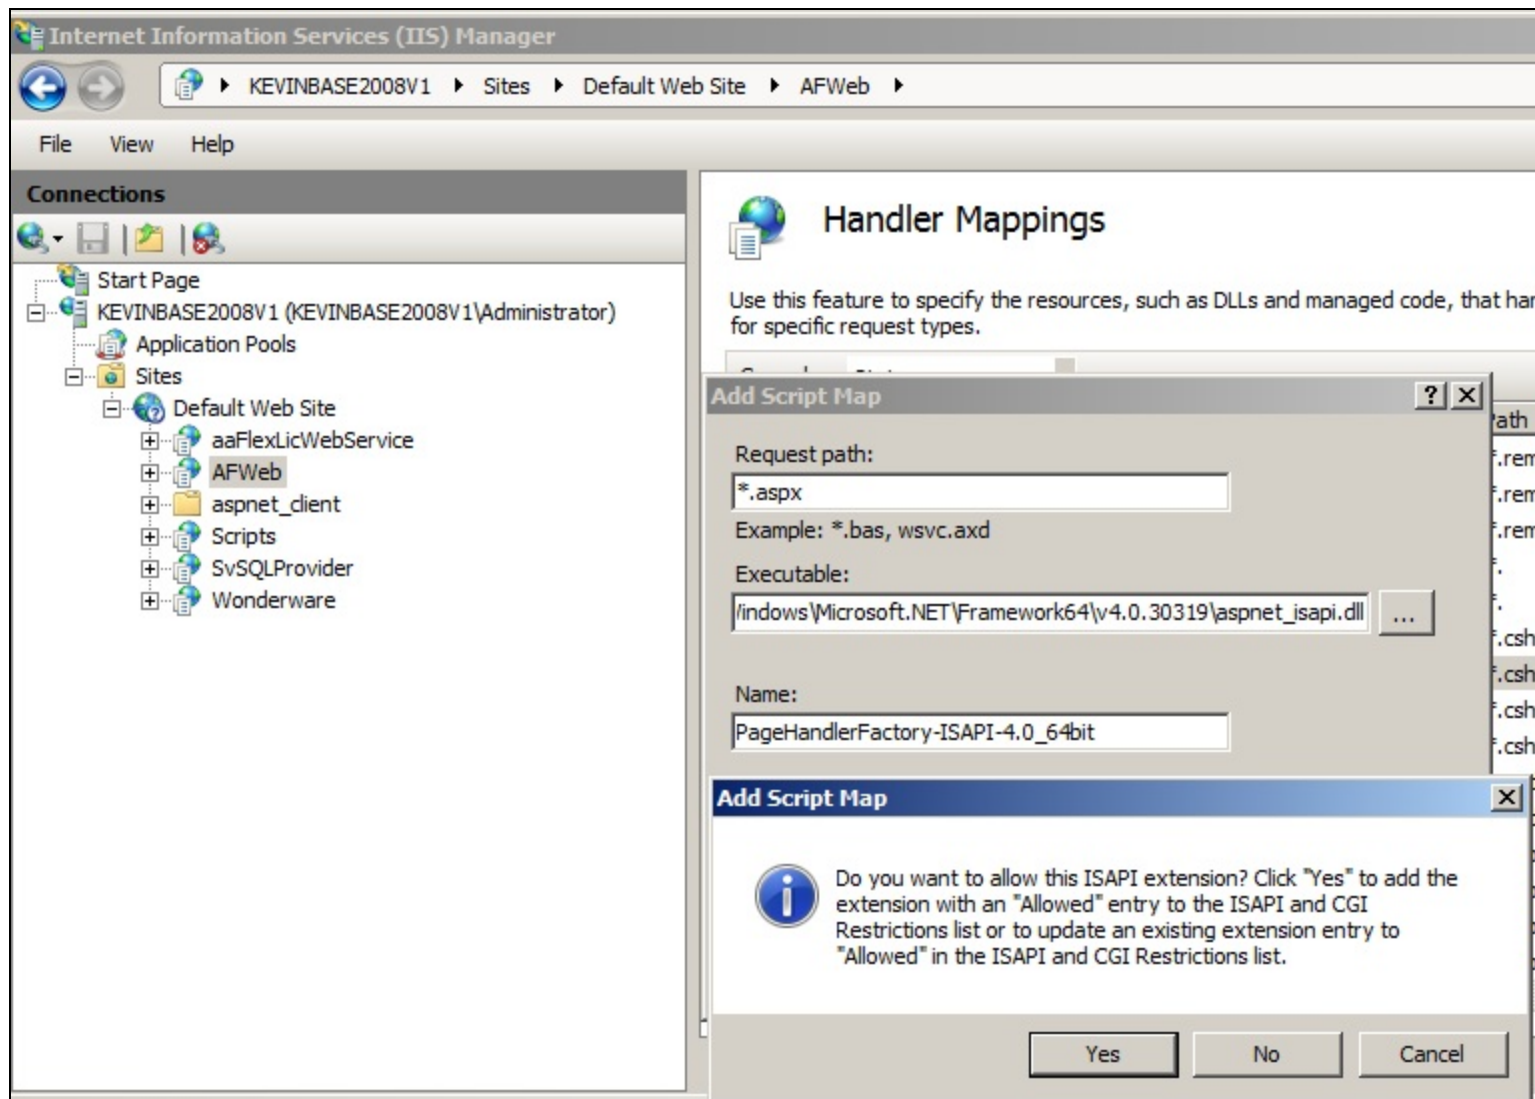 Internet Information Services (IIS) Manager
KEVINBASE2008V1 Sites Default Web Site AFWeb
File View Help
Connections
Start Page
KEVINBASE2008V1 (KEVINBASE2008V1\Administrator)
Application Pools
Sites
Default Web Site
aaFlexLicWebService
AFWeb
aspnet_client
Scripts
SvSQLProvider
Wonderware
Handler Mappings
Use this feature to specify the resources, such as DLLs and managed code, that
for specific request types.
Add Script Map
Request path:
*.aspx
Example: *.bas, wsvc.axd
Executable:
indows\Microsoft.NET\Framework64\v4.0.30319\aspnet_isapi.dll
...
Name:
PageHandlerFactory-ISAPI-4.0_64bit
Add Script Map
Do you want to allow this ISAPI extension? Click "Yes" to add the
extension with an "Allowed" entry to the ISAPI and CGI
Restrictions list or to update an existing extension entry to
"Allowed" in the ISAPI and CGI Restrictions list.
Yes No Cancel